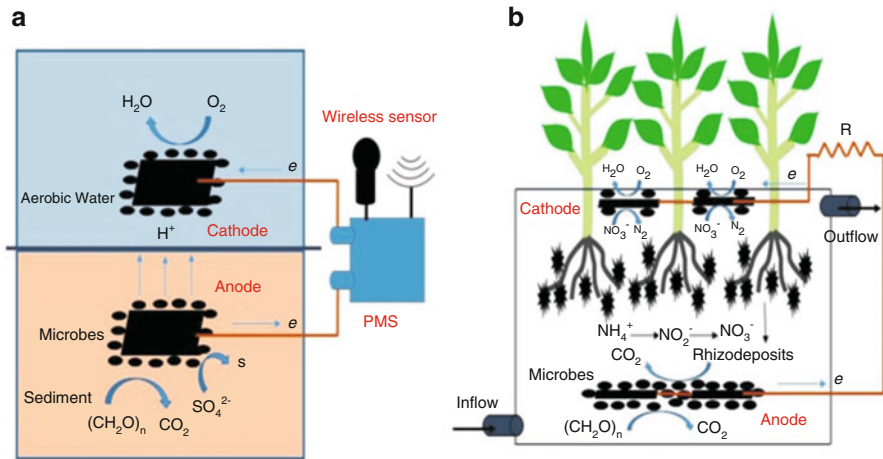 a
H₂O O₂
Wireless sensor
e
Aerobic Water
H⁺ Cathode
Anode
Microbes
e
PMS
s
Sediment
SO₄²⁻
(CH₂O)ₙ CO₂
b
R
H₂O O₂ H₂O O₂
e
Cathode
NO₃⁻ N₂ NO₃⁻ N₂
Outflow
NH₄⁺ NO₂⁻ NO₃⁻
CO₂ Rhizodeposits
Microbes
e
Inflow
Anode
(CH₂O)ₙ CO₂